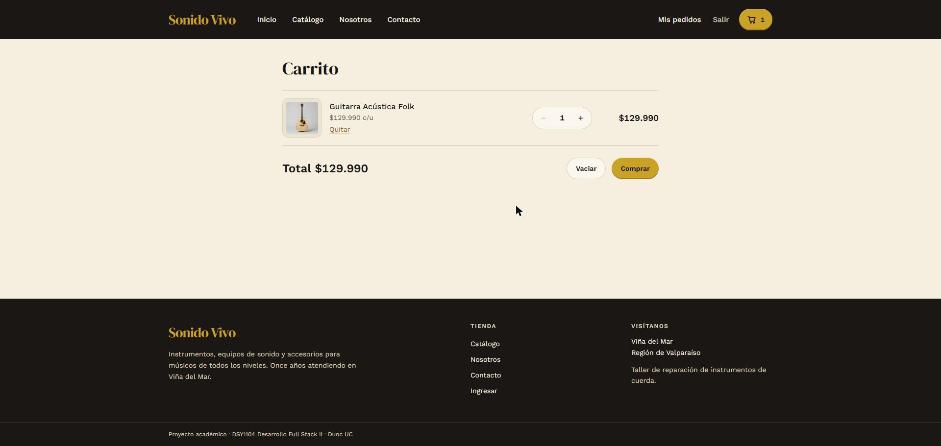 Sonido Vivo
Inicio
Catálogo
Nosotros
Contacto
Mis pedidos
Salir
1
Carrito
Guitarra Acústica Folk
$129.990 c/u
Quitar
− 1 +
$129.990
Total $129.990
Vaciar
Comprar
Sonido Vivo
Instrumentos, equipos de sonido y accesorios para
músicos de todos los niveles. Once años atendiendo en
Viña del Mar.
TIENDA
Catálogo
Nosotros
Contacto
Ingresar
VISÍTANOS
Viña del Mar
Región de Valparaíso
Taller de reparación de instrumentos de
cuerda.
Proyecto académico · DSY1104 Desarrollo Full Stack II · Duoc UC